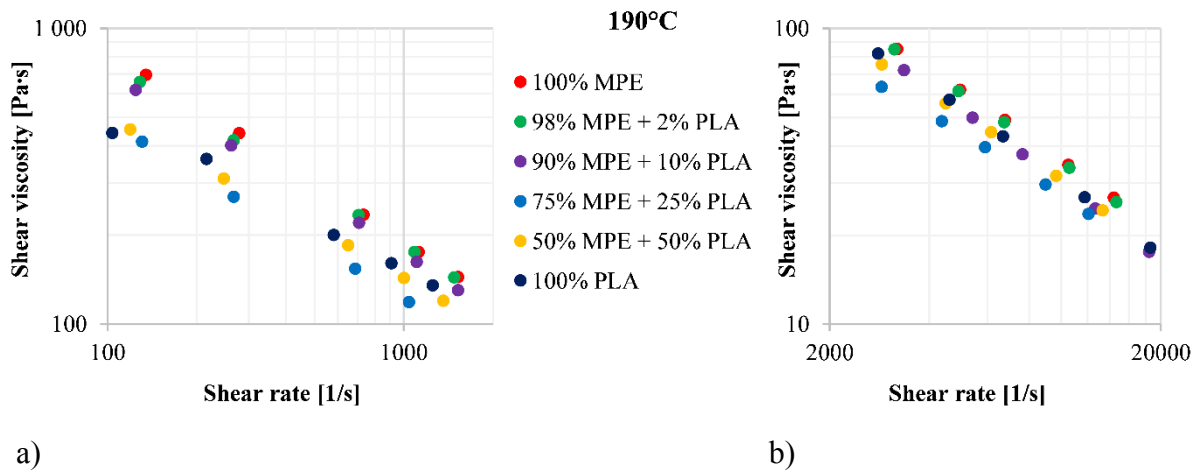 190°C
1 000
100
100
1000
Shear viscosity [Pa·s]
Shear rate [1/s]
100% MPE
98% MPE + 2% PLA
90% MPE + 10% PLA
75% MPE + 25% PLA
50% MPE + 50% PLA
100% PLA
100
10
2000
20000
Shear viscosity [Pa·s]
Shear rate [1/s]
a)
b)